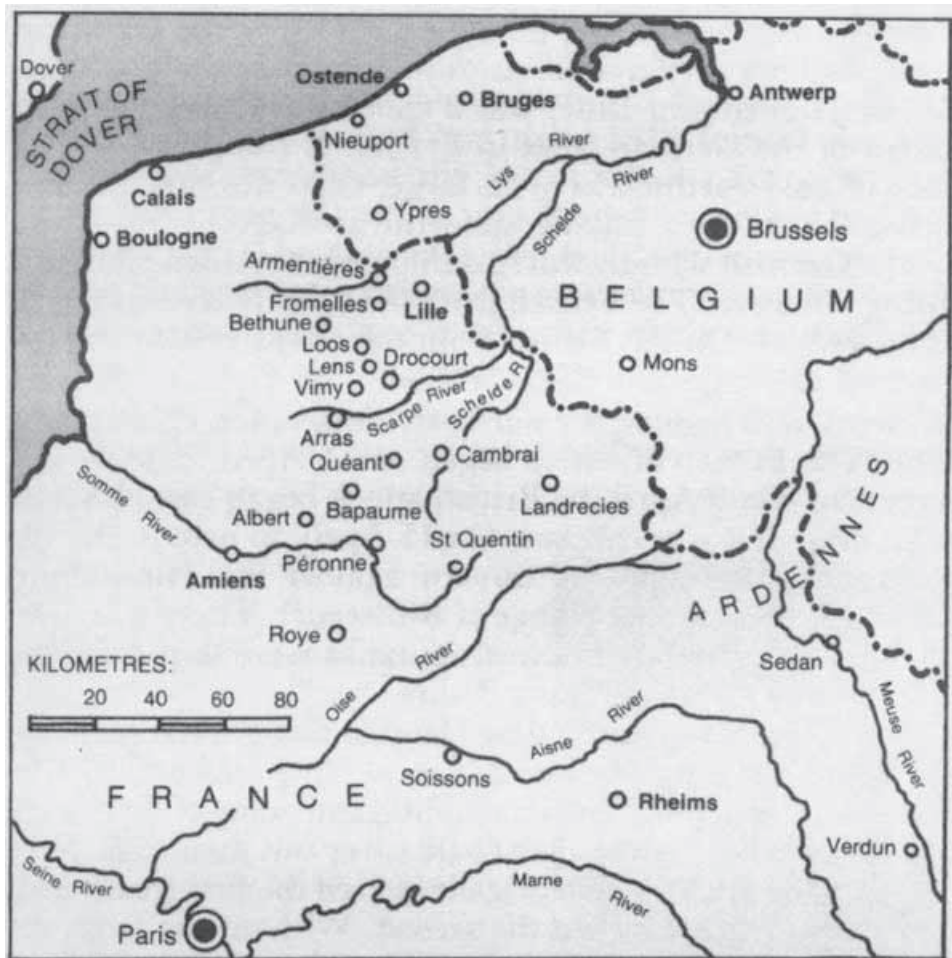 Dover
STRAIT OF
DOVER
Ostende
Bruges
Antwerp
Nieuport
Calais
Lys
River
Ypres
Schelde
River
Boulogne
Brussels
Armentières
Fromelles
Lille
BELGIUM
Bethune
Loos
Lens
Drocourt
Mons
Vimy
Scarpe River
Schelde R.
Arras
Quéant
Cambrai
Somme
River
Albert
Bapaume
Landrecies
St Quentin
Péronne
Amiens
ARDENNES
Roye
Sedan
KILOMETRES:
20 40 60 80
Oise
River
Meuse
River
Aisne
River
Soissons
FRANCE
Rheims
Verdun
Seine River
Marne
River
Paris